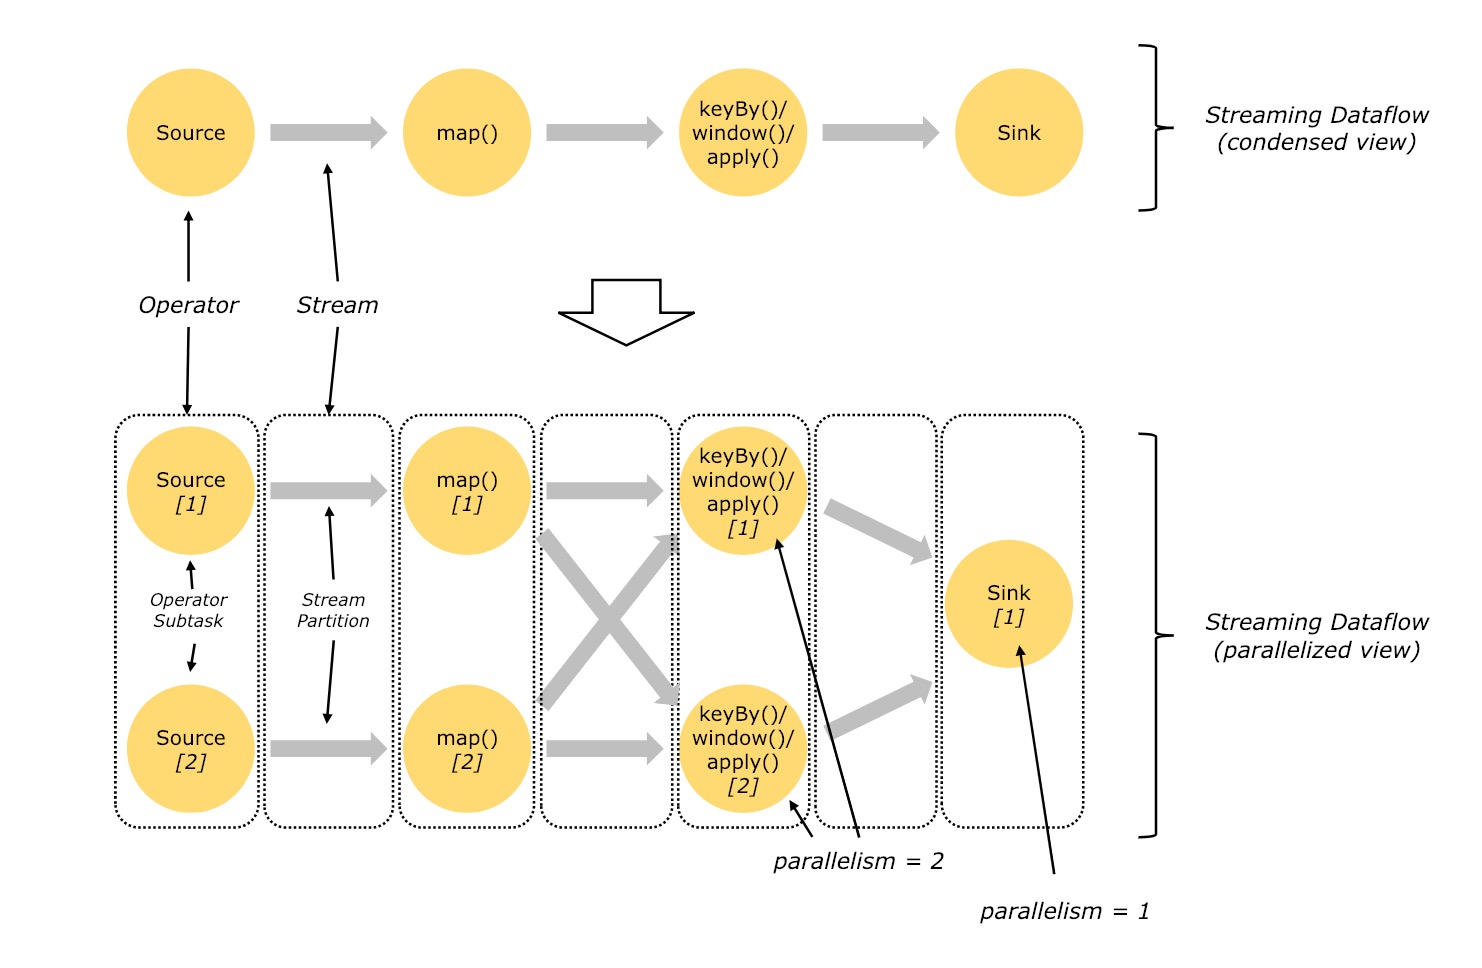 Source
map()
keyBy()/
window()/
apply()
Sink
Streaming Dataflow
(condensed view)
Operator
Stream
Source
[1]
map()
[1]
keyBy()/
window()/
apply()
[1]
Operator
Subtask
Stream
Partition
Sink
[1]
Streaming Dataflow
(parallelized view)
Source
[2]
map()
[2]
keyBy()/
window()/
apply()
[2]
parallelism = 2
parallelism = 1